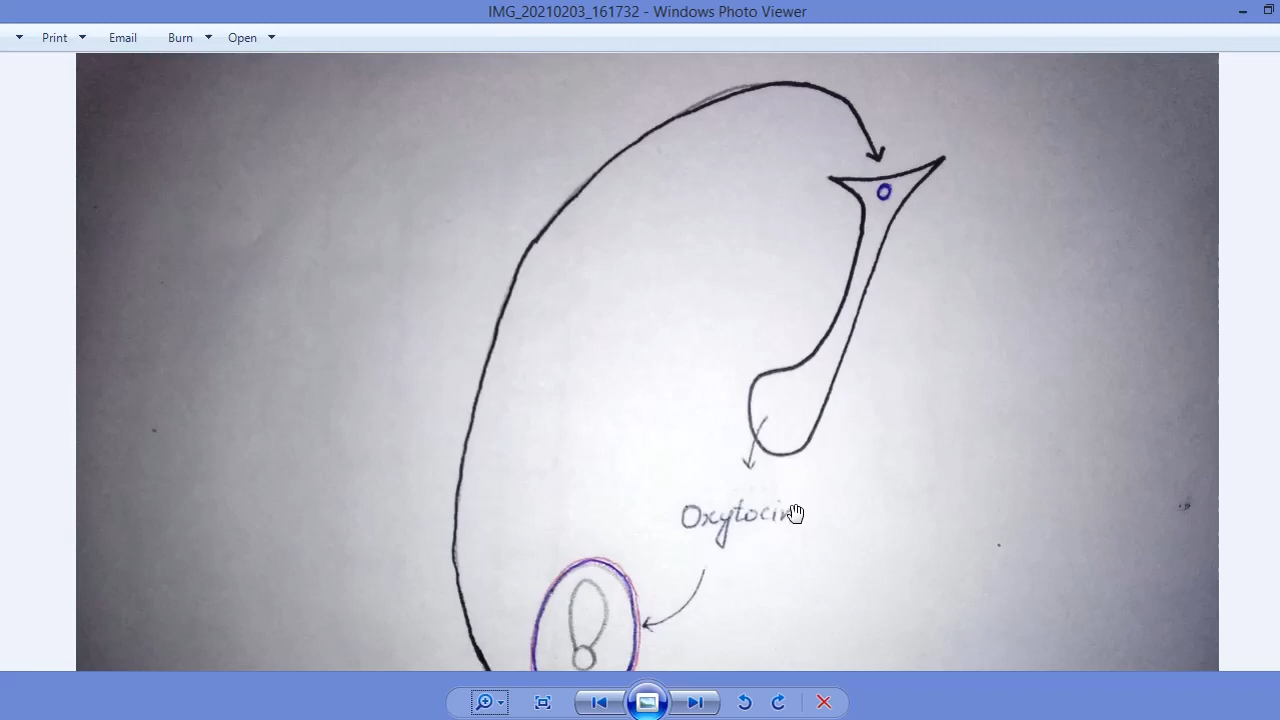 IMG_20210203_161732 - Windows Photo Viewer
Print Email Burn Open
Oxytocin